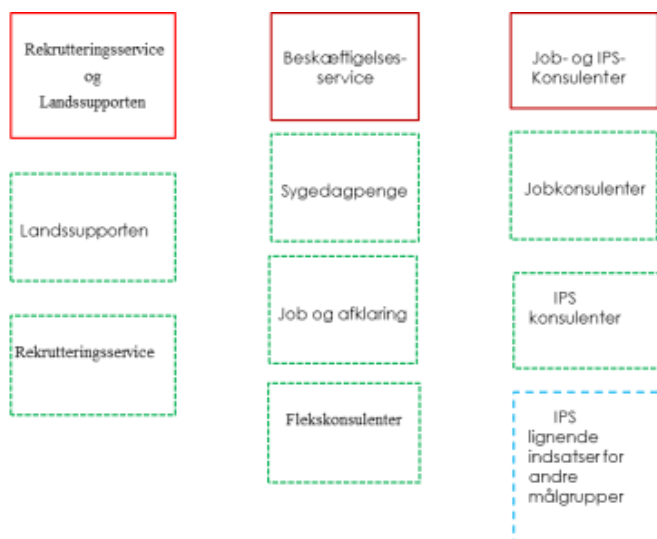 Rekrutteringsservice
og
Landssupporten
Landssupporten
Rekrutteringsservice
Beskæftigelses-
service
Sygedagpenge
Job og afklaring
Flekskonsulenter
Job- og IPS-
Konsulenter
Jobkonsulenter
IPS
konsulenter
IPS
lignende
indsatser for
andre
målgrupper